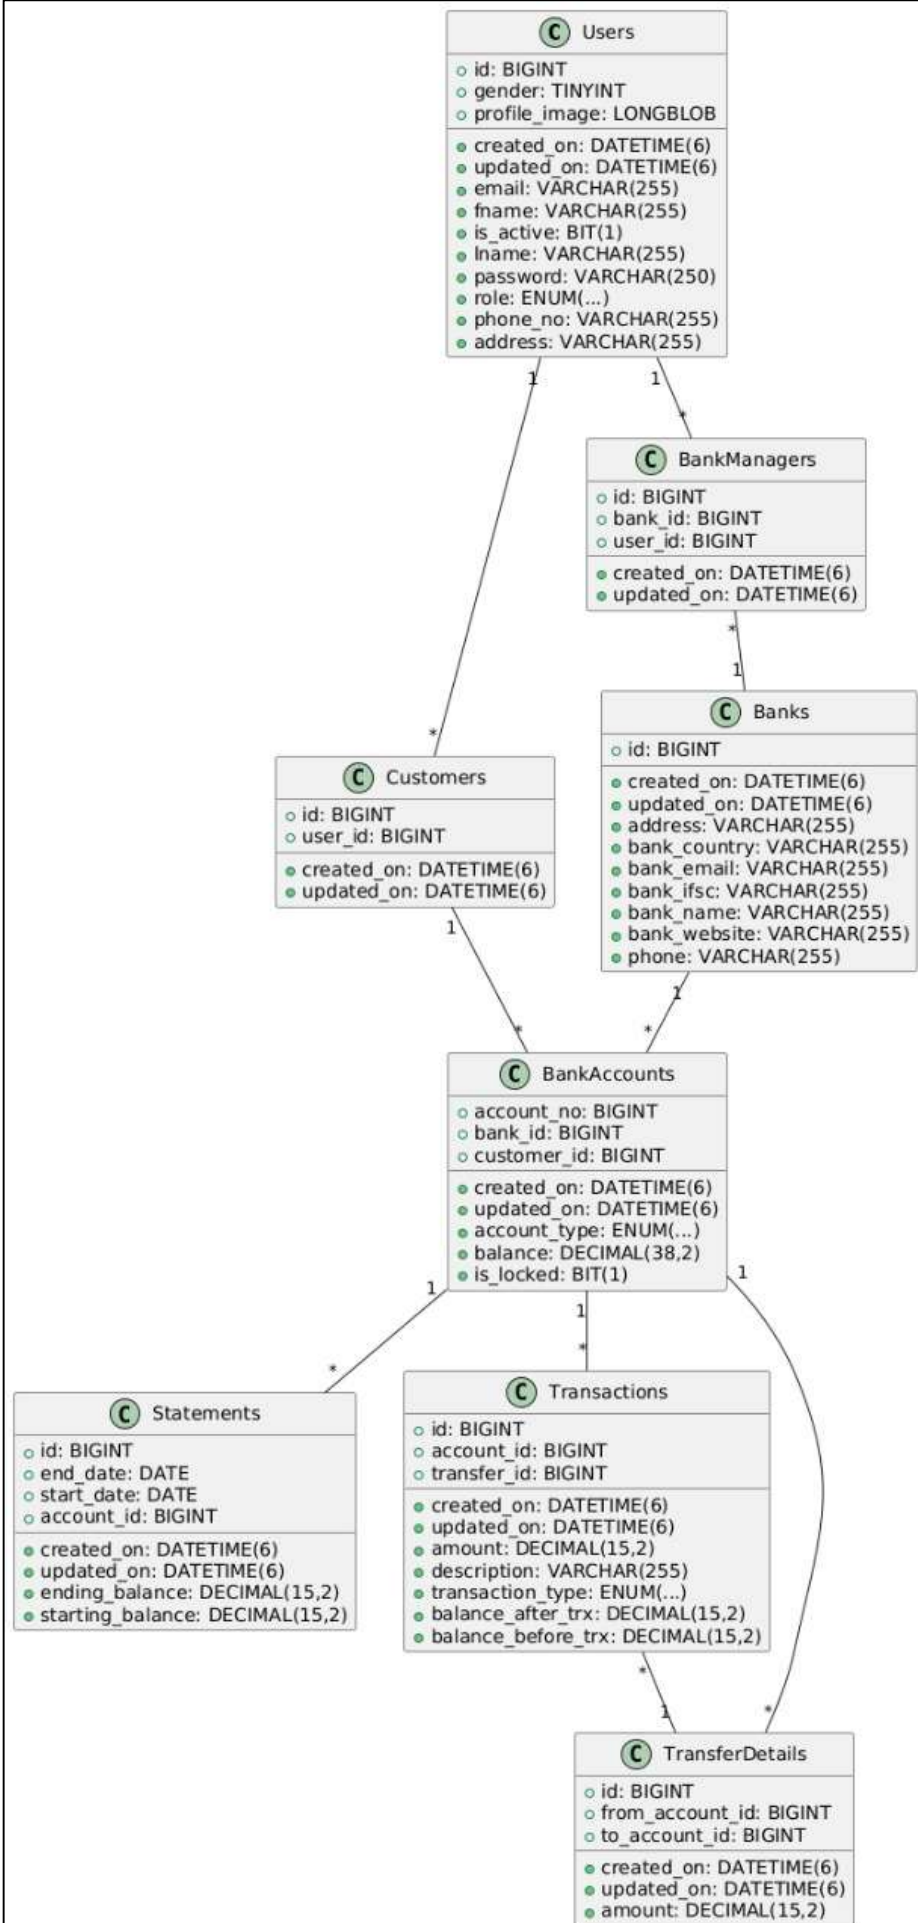 C Users
id: BIGINT
gender: TINYINT
profile_image: LONGBLOB
created_on: DATETIME(6)
updated_on: DATETIME(6)
email: VARCHAR(255)
fname: VARCHAR(255)
is_active: BIT(1)
lname: VARCHAR(255)
password: VARCHAR(250)
role: ENUM(...)
phone_no: VARCHAR(255)
address: VARCHAR(255)
1
1
*
C BankManagers
id: BIGINT
bank_id: BIGINT
user_id: BIGINT
created_on: DATETIME(6)
updated_on: DATETIME(6)
*
1
C Banks
id: BIGINT
created_on: DATETIME(6)
updated_on: DATETIME(6)
address: VARCHAR(255)
bank_country: VARCHAR(255)
bank_email: VARCHAR(255)
bank_ifsc: VARCHAR(255)
bank_name: VARCHAR(255)
bank_website: VARCHAR(255)
phone: VARCHAR(255)
*
C Customers
id: BIGINT
user_id: BIGINT
created_on: DATETIME(6)
updated_on: DATETIME(6)
1
*
1
*
C BankAccounts
account_no: BIGINT
bank_id: BIGINT
customer_id: BIGINT
created_on: DATETIME(6)
updated_on: DATETIME(6)
account_type: ENUM(...)
balance: DECIMAL(38,2)
is_locked: BIT(1)
1
*
1
*
1
*
C Statements
id: BIGINT
end_date: DATE
start_date: DATE
account_id: BIGINT
created_on: DATETIME(6)
updated_on: DATETIME(6)
ending_balance: DECIMAL(15,2)
starting_balance: DECIMAL(15,2)
C Transactions
id: BIGINT
account_id: BIGINT
transfer_id: BIGINT
created_on: DATETIME(6)
updated_on: DATETIME(6)
amount: DECIMAL(15,2)
description: VARCHAR(255)
transaction_type: ENUM(...)
balance_after_trx: DECIMAL(15,2)
balance_before_trx: DECIMAL(15,2)
*
1
C TransferDetails
id: BIGINT
from_account_id: BIGINT
to_account_id: BIGINT
created_on: DATETIME(6)
updated_on: DATETIME(6)
amount: DECIMAL(15,2)